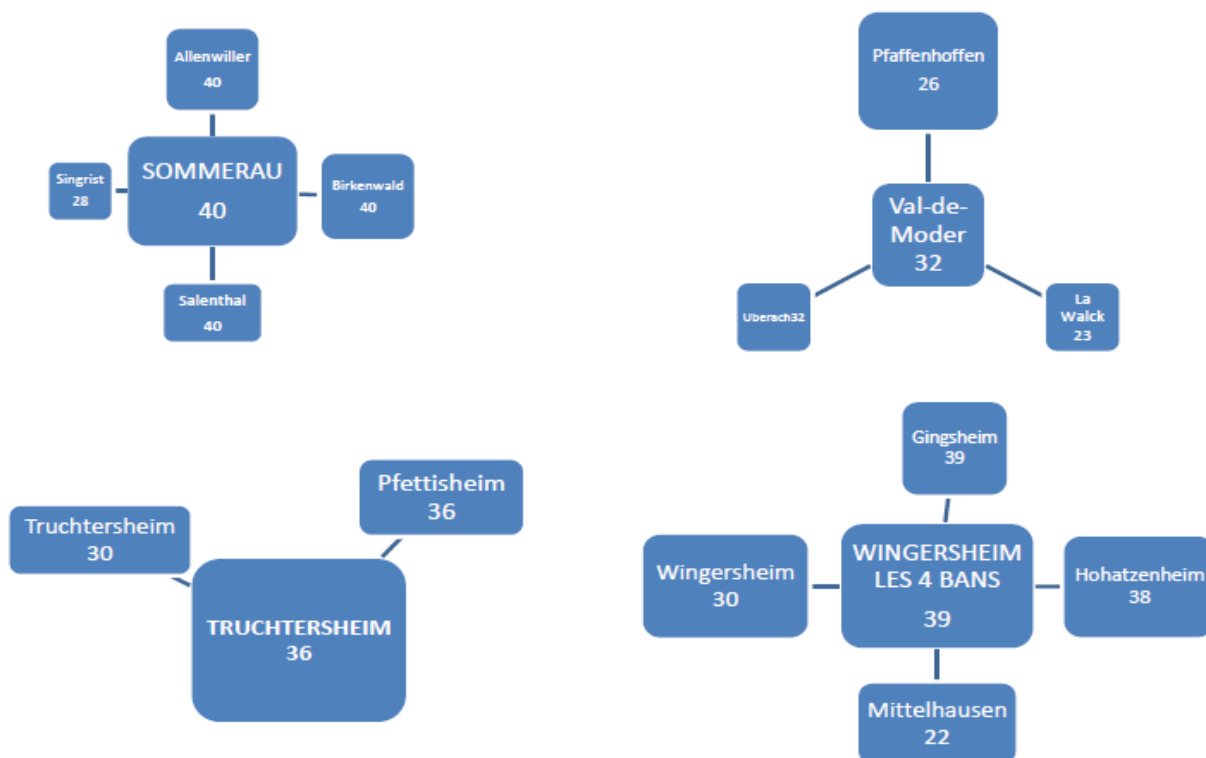 Allenwiller
40
SOMMERAU
40
Singrist
28
Birkenwald
40
Salenthal
40
Pfaffenhoffen
26
Val-de-
Moder
32
Uberach32
La
Walck
23
Pfettisheim
36
Truchtersheim
30
TRUCHTERSHEIM
36
Gingsheim
39
WINGERSHEIM
LES 4 BANS
39
Wingersheim
30
Hohatzenheim
38
Mittelhausen
22